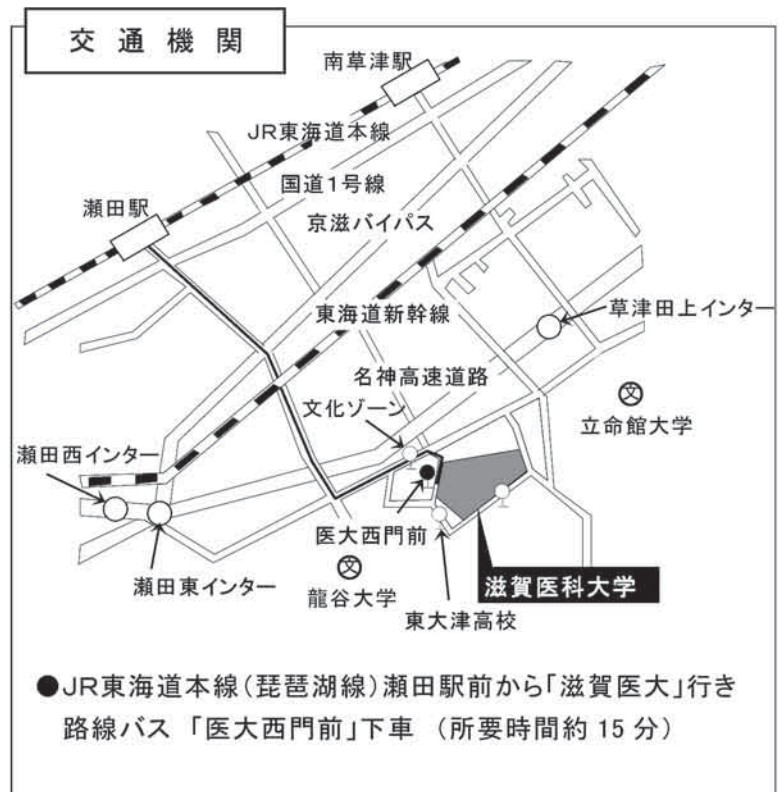 交通機関
南草津駅
JR東海道本線
国道1号線
瀬田駅
京滋バイパス
東海道新幹線
草津田上インター
名神高速道路
文化ゾーン
文
立命館大学
瀬田西インター
医大西門前
文
瀬田東インター
龍谷大学
滋賀医科大学
東大津高校
●JR東海道本線(琵琶湖線)瀬田駅前から「滋賀医大」行き
路線バス 「医大西門前」下車 (所要時間約 15 分)